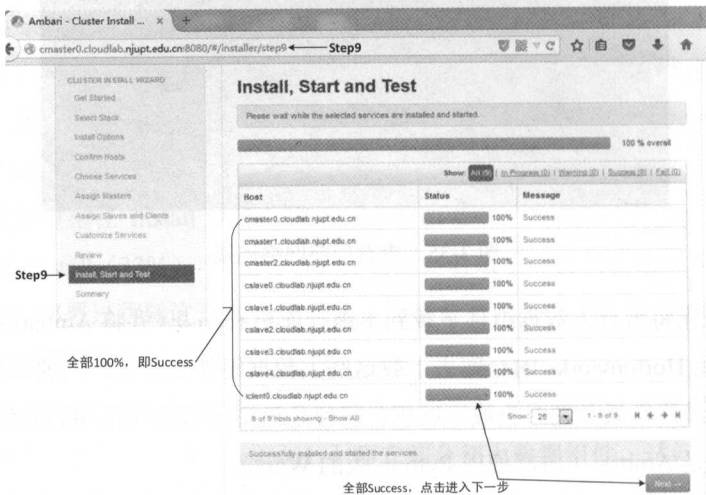 Ambari - Cluster Install ... × +
cmaster0.cloudlab.njupt.edu.cn:8080/#/installer/step9
Step9
CLUSTER INSTALL WIZARD
Get Started
Select Stack
Install Options
Confirm Hosts
Choose Services
Assign Masters
Assign Slaves and Clients
Customize Services
Review
Step9
Install, Start and Test
Summary
Install, Start and Test
Please wait while the selected services are installed and started.
100 % overall
Show: All (9) | In Progress (0) | Warning (0) | Success (9) | Fail (0)
Host Status Message
cmaster0.cloudlab.njupt.edu.cn 100% Success
cmaster1.cloudlab.njupt.edu.cn 100% Success
cmaster2.cloudlab.njupt.edu.cn 100% Success
cslave0.cloudlab.njupt.edu.cn 100% Success
cslave1.cloudlab.njupt.edu.cn 100% Success
cslave2.cloudlab.njupt.edu.cn 100% Success
cslave3.cloudlab.njupt.edu.cn 100% Success
cslave4.cloudlab.njupt.edu.cn 100% Success
iclient0.cloudlab.njupt.edu.cn 100% Success
全部100%，即Success
9 of 9 hosts showing - Show All
Show: 25
1 - 9 of 9
Successfully installed and started the services.
全部Success，点击进入下一步
Next →